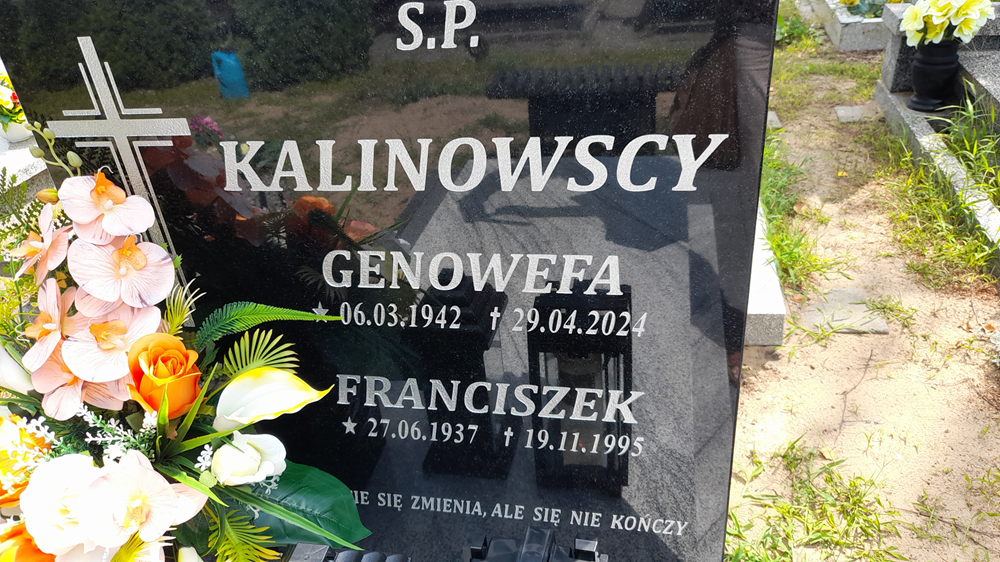 S.P.
KALINOWSCY
GENOWEFA
★ 06.03.1942 † 29.04.2024
FRANCISZEK
★ 27.06.1937 † 19.11.1995
SIĘ ZMIENIA, ALE SIĘ NIE KOŃCZY